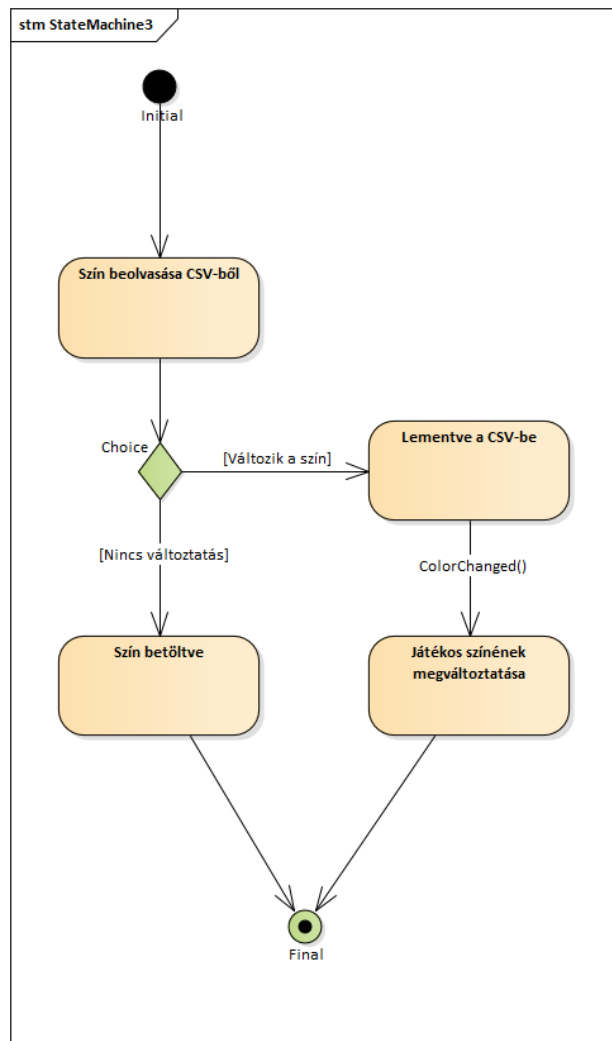 stm StateMachine3
Initial
Szín beolvasása CSV-ből
Choice
[Változik a szín]
Lementve a CSV-be
[Nincs változtatás]
ColorChanged()
Szín betöltve
Játékos színének
megváltoztatása
Final